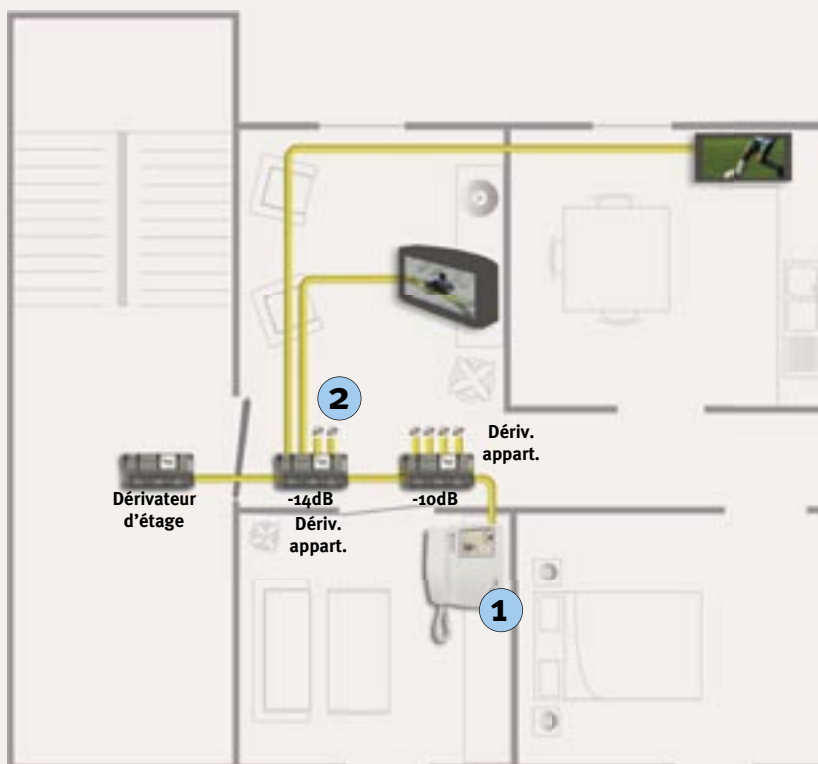 2
Dériv.
appart.
Dérivateur
d'étage
-14dB
-10dB
Dériv.
appart.
1